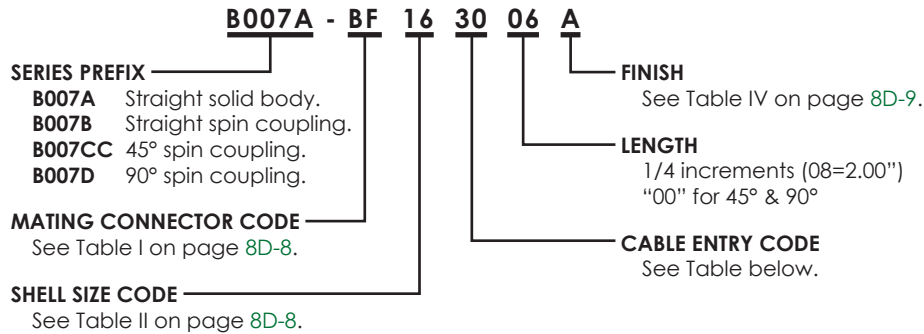 B007A - BF 16 30 06 A
SERIES PREFIX
B007A Straight solid body.
B007B Straight spin coupling.
B007CC 45° spin coupling.
B007D 90° spin coupling.
MATING CONNECTOR CODE
See Table I on page 8D-8.
SHELL SIZE CODE
See Table II on page 8D-8.
FINISH
See Table IV on page 8D-9.
LENGTH
1/4 increments (08=2.00”)
“00” for 45° & 90°
CABLE ENTRY CODE
See Table below.